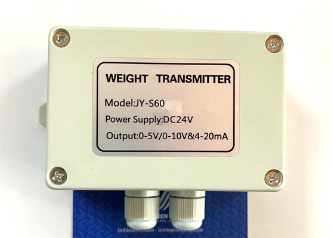 WEIGHT TRANSMITTER
Model:JY-S60
Power Supply:DC24V
Output:0-5V/0-10V&4-20mA